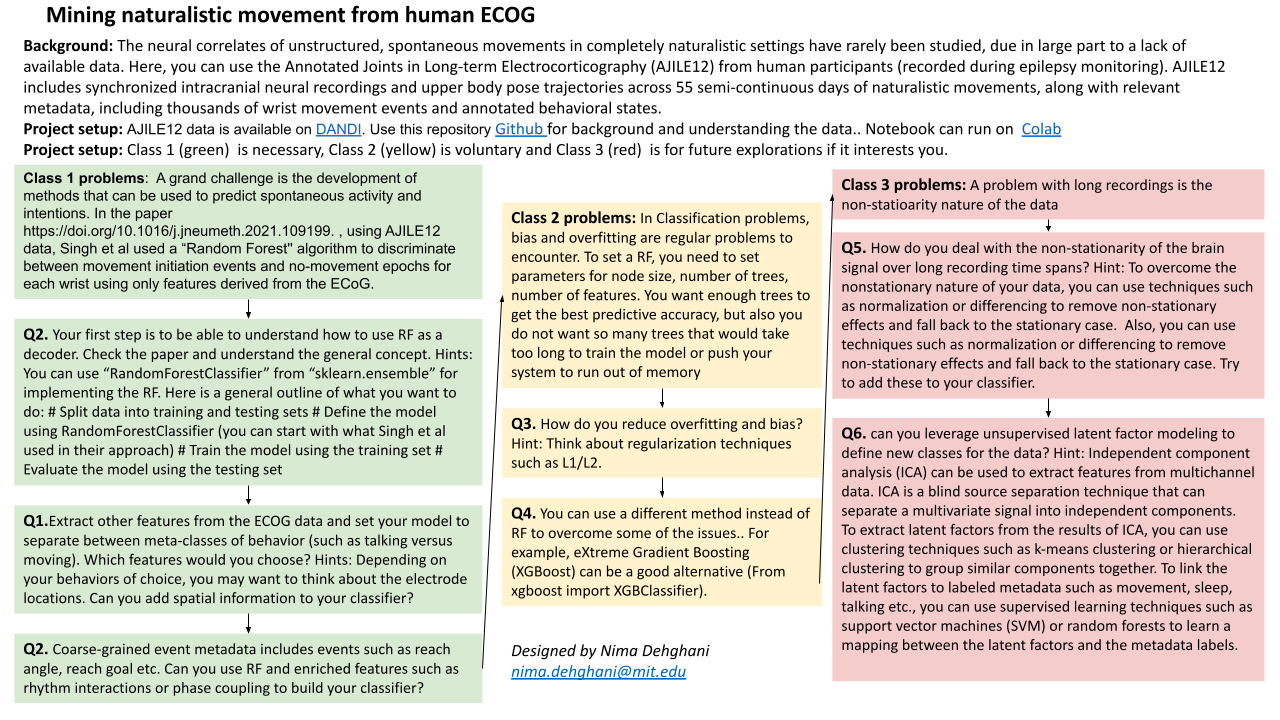 Mining naturalistic movement from human ECOG
Background: The neural correlates of unstructured, spontaneous movements in completely naturalistic settings have rarely been studied, due in large part to a lack of
available data. Here, you can use the Annotated Joints in Long-term Electrocorticography (AJILE12) from human participants (recorded during epilepsy monitoring). AJILE12
includes synchronized intracranial neural recordings and upper body pose trajectories across 55 semi-continuous days of naturalistic movements, along with relevant
metadata, including thousands of wrist movement events and annotated behavioral states.
Project setup: AJILE12 data is available on DANDI. Use this repository Github for background and understanding the data.. Notebook can run on Colab
Project setup: Class 1 (green) is necessary, Class 2 (yellow) is voluntary and Class 3 (red) is for future explorations if it interests you.
Class 1 problems: A grand challenge is the development of
methods that can be used to predict spontaneous activity and
intentions. In the paper
https://doi.org/10.1016/j.jneumeth.2021.109199. , using AJILE12
data, Singh et al used a “Random Forest" algorithm to discriminate
between movement initiation events and no-movement epochs for
each wrist using only features derived from the ECoG.
Q2. Your first step is to be able to understand how to use RF as a
decoder. Check the paper and understand the general concept. Hints:
You can use “RandomForestClassifier” from “sklearn.ensemble” for
implementing the RF. Here is a general outline of what you want to
do: # Split data into training and testing sets # Define the model
using RandomForestClassifier (you can start with what Singh et al
used in their approach) # Train the model using the training set #
Evaluate the model using the testing set
Q1.Extract other features from the ECOG data and set your model to
separate between meta-classes of behavior (such as talking versus
moving). Which features would you choose? Hints: Depending on
your behaviors of choice, you may want to think about the electrode
locations. Can you add spatial information to your classifier?
Q2. Coarse-grained event metadata includes events such as reach
angle, reach goal etc. Can you use RF and enriched features such as
rhythm interactions or phase coupling to build your classifier?
Class 2 problems: In Classification problems,
bias and overfitting are regular problems to
encounter. To set a RF, you need to set
parameters for node size, number of trees,
number of features. You want enough trees to
get the best predictive accuracy, but also you
do not want so many trees that would take
too long to train the model or push your
system to run out of memory
Q3. How do you reduce overfitting and bias?
Hint: Think about regularization techniques
such as L1/L2.
Q4. You can use a different method instead of
RF to overcome some of the issues.. For
example, eXtreme Gradient Boosting
(XGBoost) can be a good alternative (From
xgboost import XGBClassifier).
Designed by Nima Dehghani
nima.dehghani@mit.edu
Class 3 problems: A problem with long recordings is the
non-statioarity nature of the data
Q5. How do you deal with the non-stationarity of the brain
signal over long recording time spans? Hint: To overcome the
nonstationary nature of your data, you can use techniques such
as normalization or differencing to remove non-stationary
effects and fall back to the stationary case. Also, you can use
techniques such as normalization or differencing to remove
non-stationary effects and fall back to the stationary case. Try
to add these to your classifier.
Q6. can you leverage unsupervised latent factor modeling to
define new classes for the data? Hint: Independent component
analysis (ICA) can be used to extract features from multichannel
data. ICA is a blind source separation technique that can
separate a multivariate signal into independent components.
To extract latent factors from the results of ICA, you can use
clustering techniques such as k-means clustering or hierarchical
clustering to group similar components together. To link the
latent factors to labeled metadata such as movement, sleep,
talking etc., you can use supervised learning techniques such as
support vector machines (SVM) or random forests to learn a
mapping between the latent factors and the metadata labels.